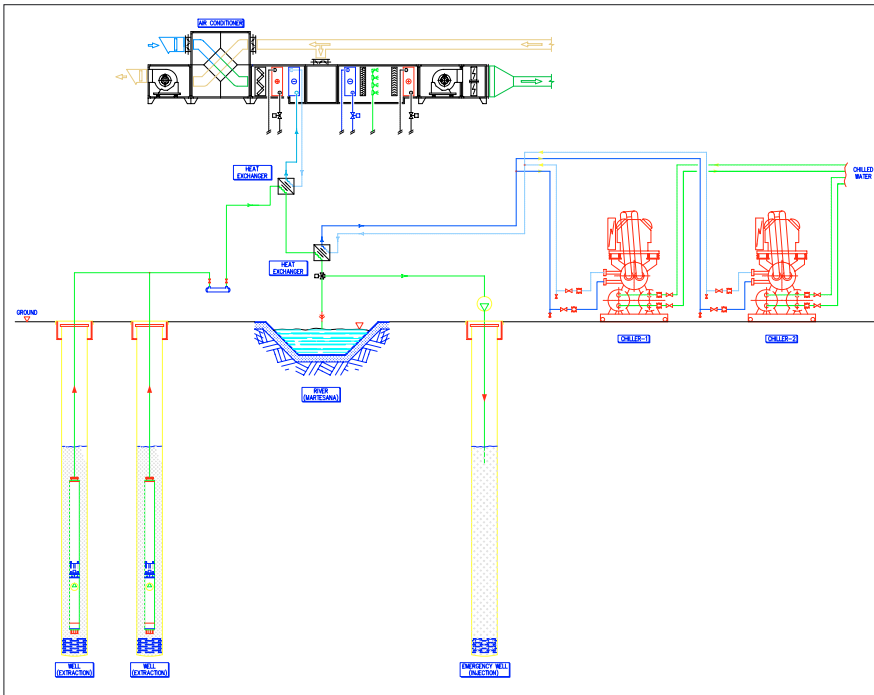 AIR CONDITIONER
HEAT
EXCHANGER
CHILLED
WATER
HEAT
EXCHANGER
GROUND
CHILLER-1
CHILLER-2
RIVER
(MARTESANA)
WELL
(EXTRACTION)
WELL
(EXTRACTION)
EMERGENCY WELL
(INJECTION)